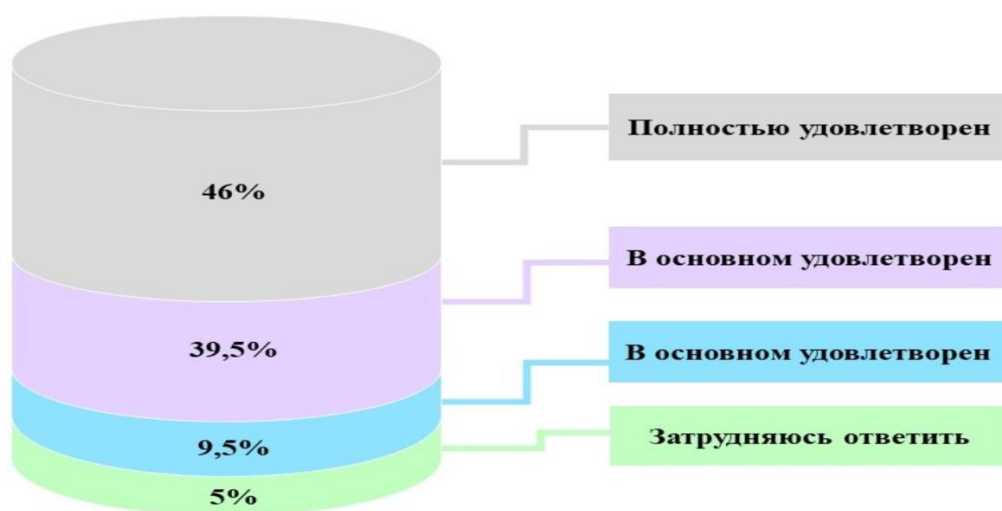 Полностью удовлетворен
46%
В основном удовлетворен
39,5%
В основном удовлетворен
9,5%
Затрудняюсь ответить
5%